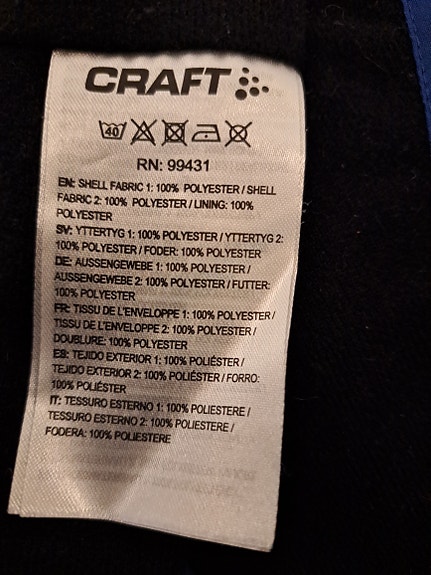 CRAFT
40
RN: 99431
EN: SHELL FABRIC 1: 100% POLYESTER / SHELL
FABRIC 2: 100% POLYESTER / LINING: 100%
POLYESTER
SV: YTTERTYG 1: 100% POLYESTER / YTTERTYG 2:
100% POLYESTER / FODER: 100% POLYESTER
DE: AUSSENGEWEBE 1: 100% POLYESTER /
AUSSENGEWEBE 2: 100% POLYESTER / FUTTER:
100% POLYESTER
FR: TISSU DE L'ENVELOPPE 1: 100% POLYESTER /
TISSU DE L'ENVELOPPE 2: 100% POLYESTER /
DOUBLURE: 100% POLYESTER
ES: TEJIDO EXTERIOR 1: 100% POLIÉSTER /
TEJIDO EXTERIOR 2: 100% POLIÉSTER / FORRO:
100% POLIÉSTER
IT: TESSURO ESTERNO 1: 100% POLIESTERE /
TESSURO ESTERNO 2: 100% POLIESTERE /
FODERA: 100% POLIESTERE